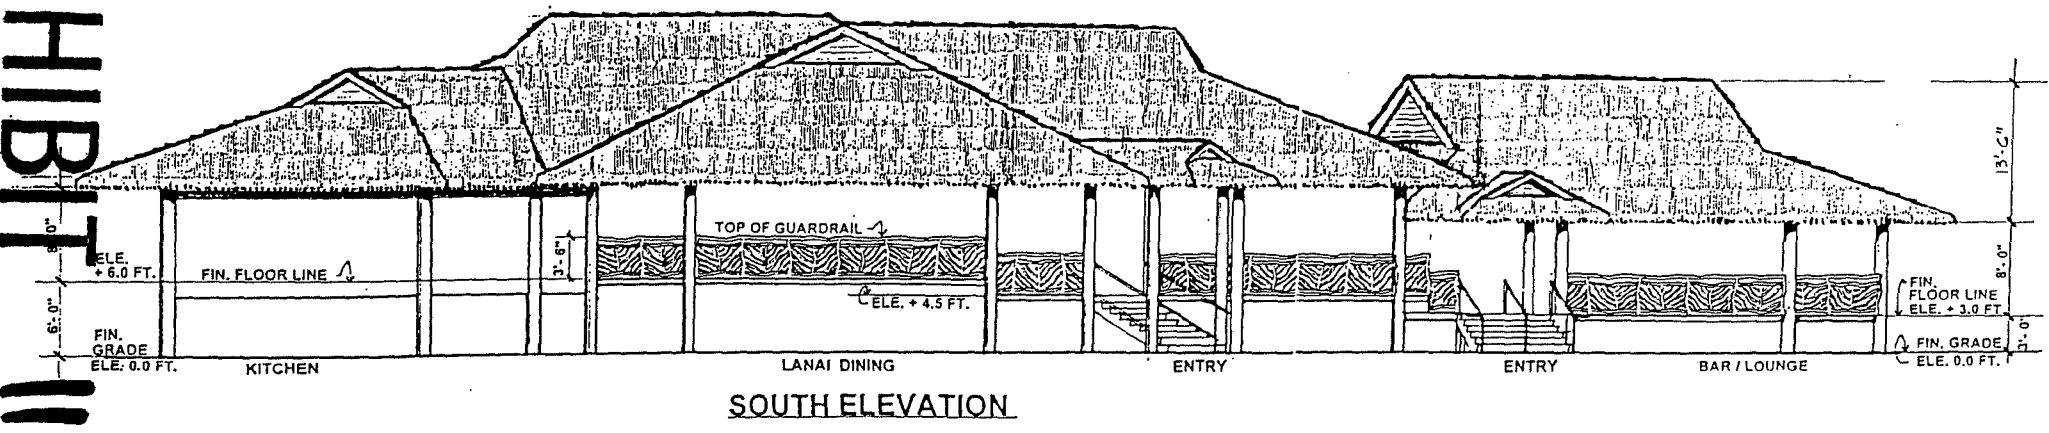 HIBIT "
13'-6"
TOP OF GUARDRAIL
3'-6"
8'-0"
ELE.
+ 6.0 FT.
FIN. FLOOR LINE
ELE. + 4.5 FT.
8'-0"
FIN.
FLOOR LINE
ELE. + 3.0 FT.
6'-0"
3'-0"
FIN.
GRADE
ELE. 0.0 FT.
FIN. GRADE
ELE. 0.0 FT.
KITCHEN
LANAI DINING
ENTRY
ENTRY
BAR / LOUNGE
SOUTH ELEVATION